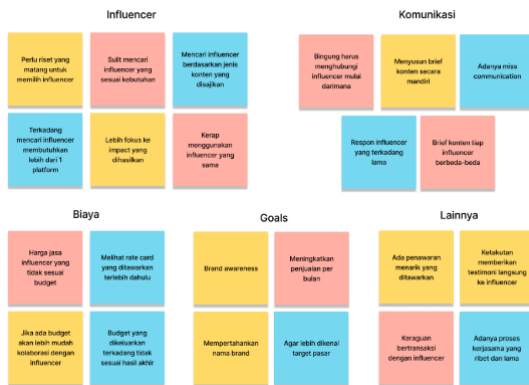 Influencer
Perlu riset yang
matang untuk
memilih influencer
Sulit mencari
influencer yang
sesuai kebutuhan
Mencari influencer
berdasarkan jenis
konten yang
disajikan
Terkadang
mencari influencer
membutuhkan
lebih dari 1
platform
Lebih fokus ke
impact yang
dihasilkan
Kerap
menggunakan
influencer yang
sama
Komunikasi
Bingung harus
menghubungi
influencer mulai
darimana
Menyusun brief
konten secara
mandiri
Adanya miss
communication
Respon influencer
yang terkadang
lama
Brief konten tiap
influencer
berbeda-beda
Biaya
Harga jasa
influencer yang
tidak sesuai
budget
Melihat rate card
yang ditawarkan
terlebih dahulu
Jika ada budget
akan lebih mudah
kolaborasi dengan
influencer
Budget yang
dikeluarkan
terkadang tidak
sesuai hasil akhir
Goals
Brand awareness
Meningkatkan
penjualan per
bulan
Mempertahankan
nama brand
Agar lebih dikenal
target pasar
Lainnya
Ada penawaran
menarik yang
ditawarkan
Ketakutan
memberikan
testimoni langsung
ke influencer
Keraguan
bertransaksi
dengan influencer
Adanya proses
kerjasama yang
ribet dan lama